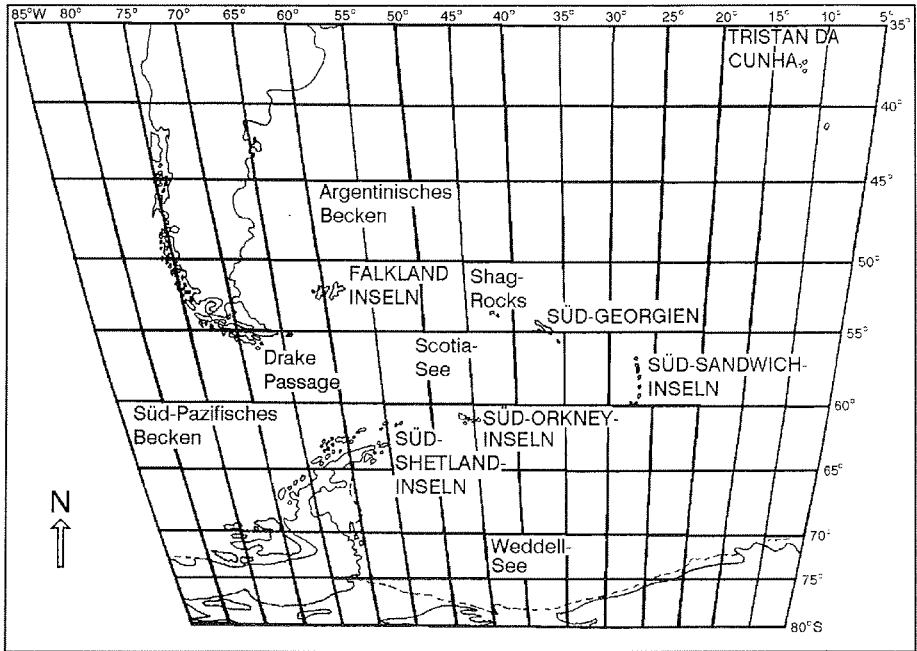 85°W 80° 75° 70° 65° 60° 55° 50° 45° 40° 35° 30° 25° 20° 15° 10° 5°
35°
TRISTAN DA
CUNHA
40°
45°
Argentinisches
Becken
50°
FALKLAND
INSELN
Shag-
Rocks
SÜD-GEORGIEN
55°
Drake
Passage
Scotia-
See
SÜD-SANDWICH-
INSELN
60°
Süd-Pazifisches
Becken
SÜD-ORKNEY-
INSELN
SÜD-
SHETLAND-
INSELN
65°
N
70°
Weddell-
See
75°
80°S